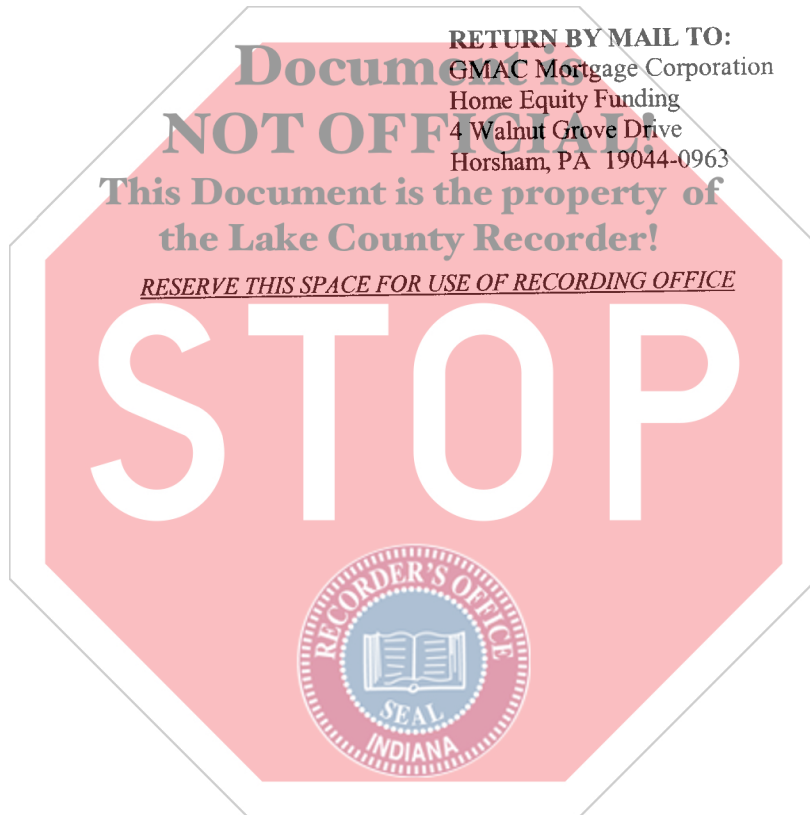 RETURN BY MAIL TO:
GMAC Mortgage Corporation
Home Equity Funding
4 Walnut Grove Drive
Horsham, PA 19044-0963
Document is
NOT OFFICIAL!
This Document is the property of
the Lake County Recorder!
RESERVE THIS SPACE FOR USE OF RECORDING OFFICE
STOP
RECORDER'S OFFICE
SEAL
INDIANA